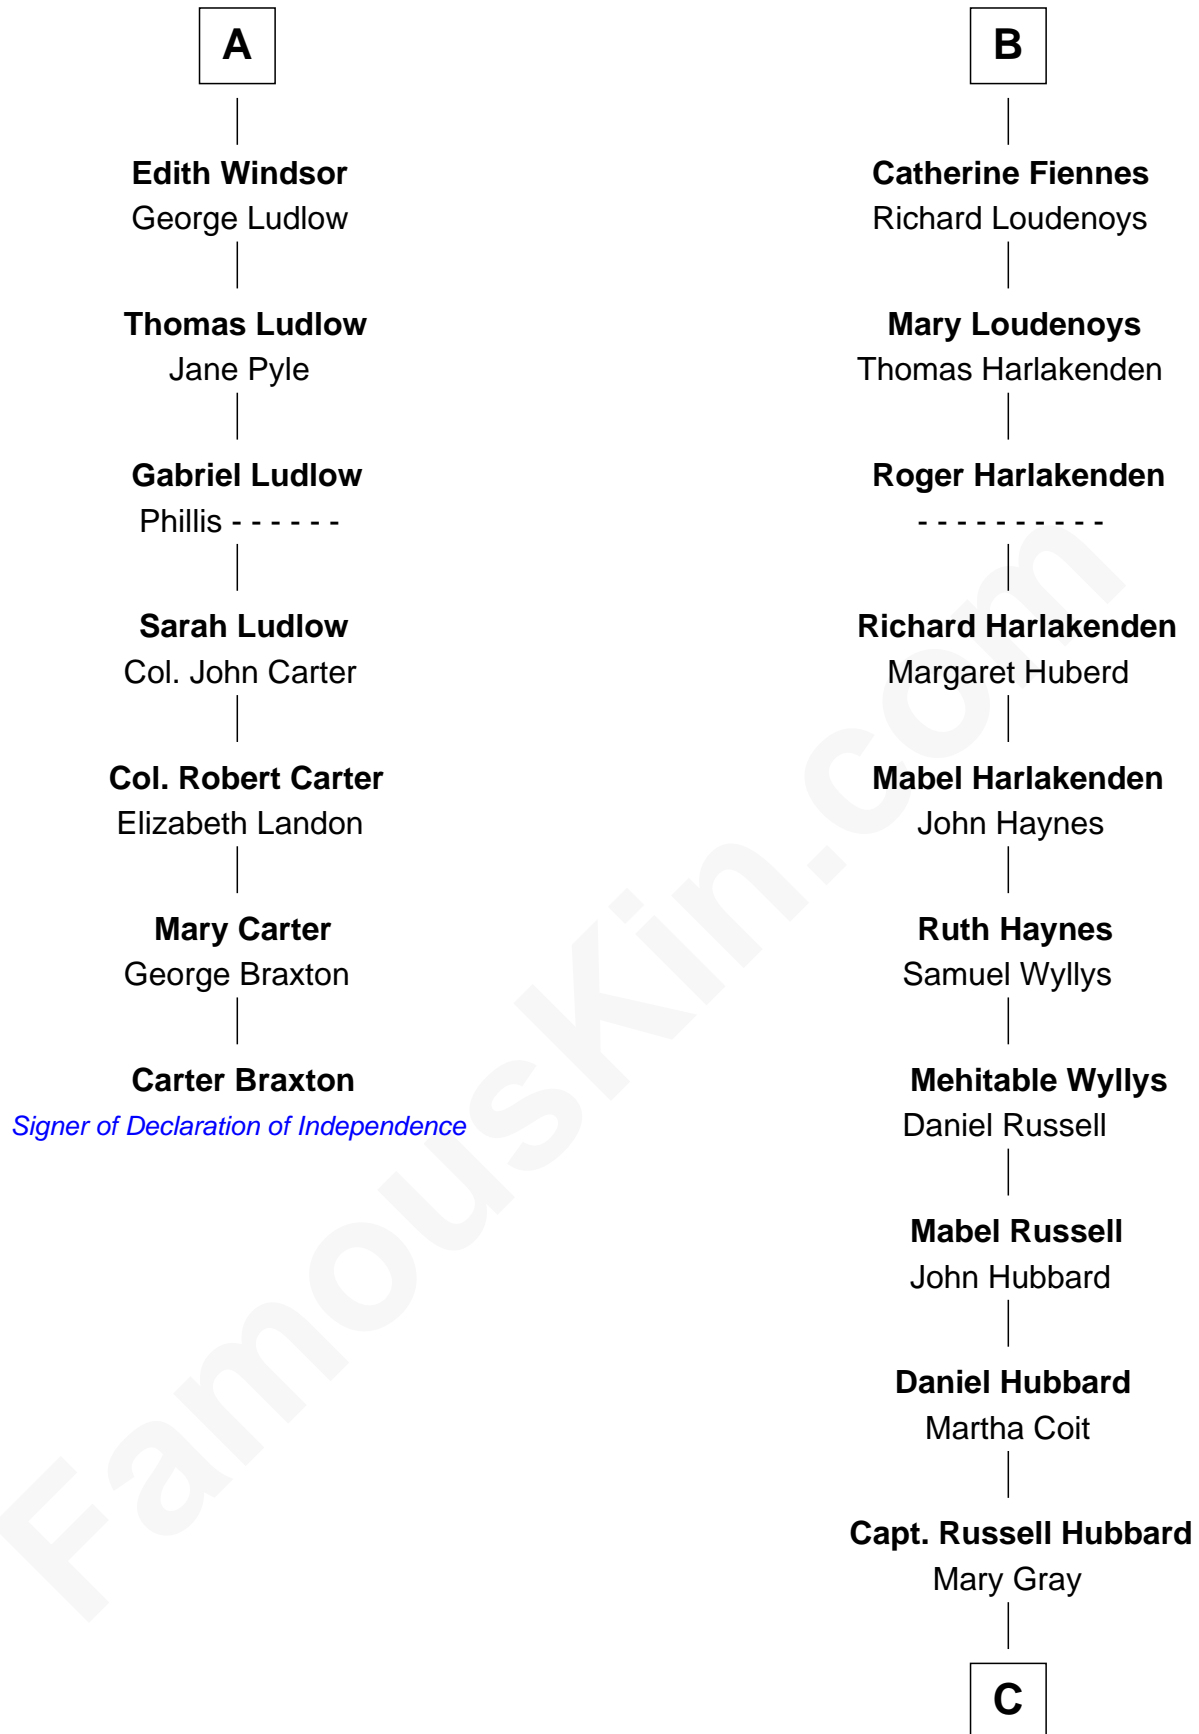 A
Edith Windsor
George Ludlow
Thomas Ludlow
Jane Pyle
Gabriel Ludlow
Phillis - - - - - -
Sarah Ludlow
Col. John Carter
Col. Robert Carter
Elizabeth Landon
Mary Carter
George Braxton
Carter Braxton
Signer of Declaration of Independence
B
Catherine Fiennes
Richard Loudenoys
Mary Loudenoys
Thomas Harlakenden
Roger Harlakenden
- - - - - - - - - -
Richard Harlakenden
Margaret Huberd
Mabel Harlakenden
John Haynes
Ruth Haynes
Samuel Wyllys
Mehitable Wyllys
Daniel Russell
Mabel Russell
John Hubbard
Daniel Hubbard
Martha Coit
Capt. Russell Hubbard
Mary Gray
C
FamousKin.com